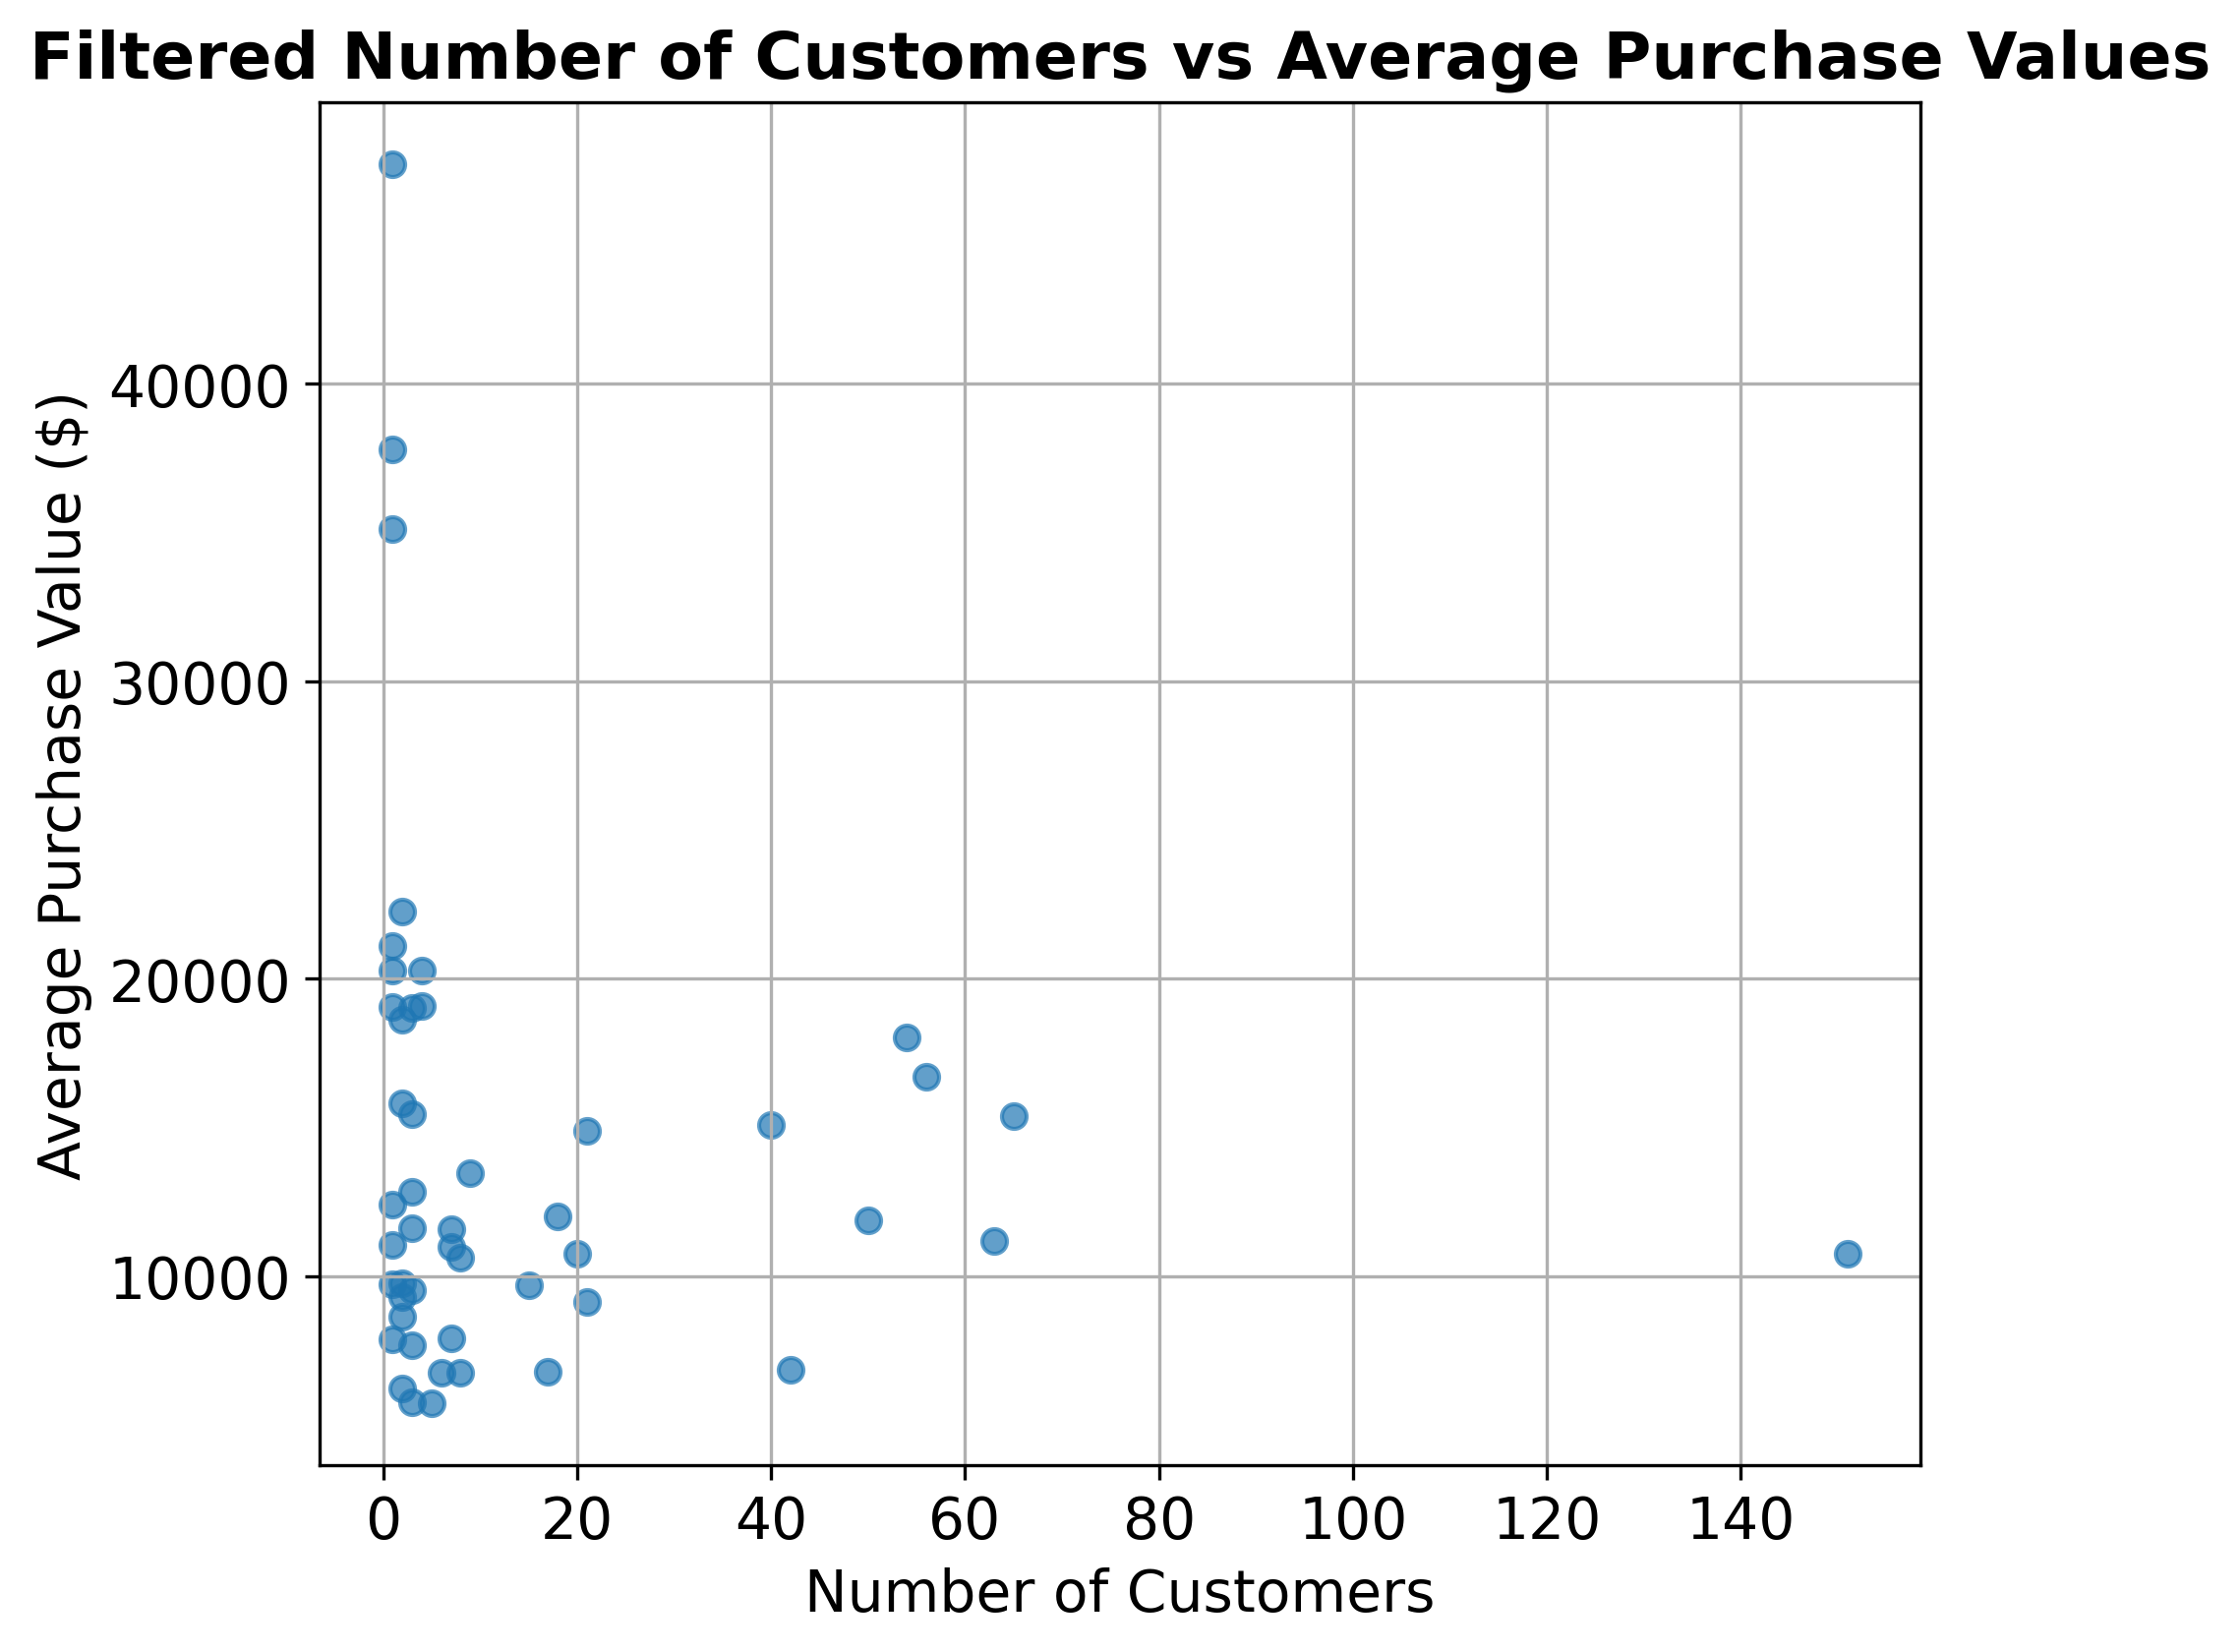 Filtered Number of Customers vs Average Purchase Values
Average Purchase Value ($)
40000
30000
20000
10000
0 20 40 60 80 100 120 140
Number of Customers